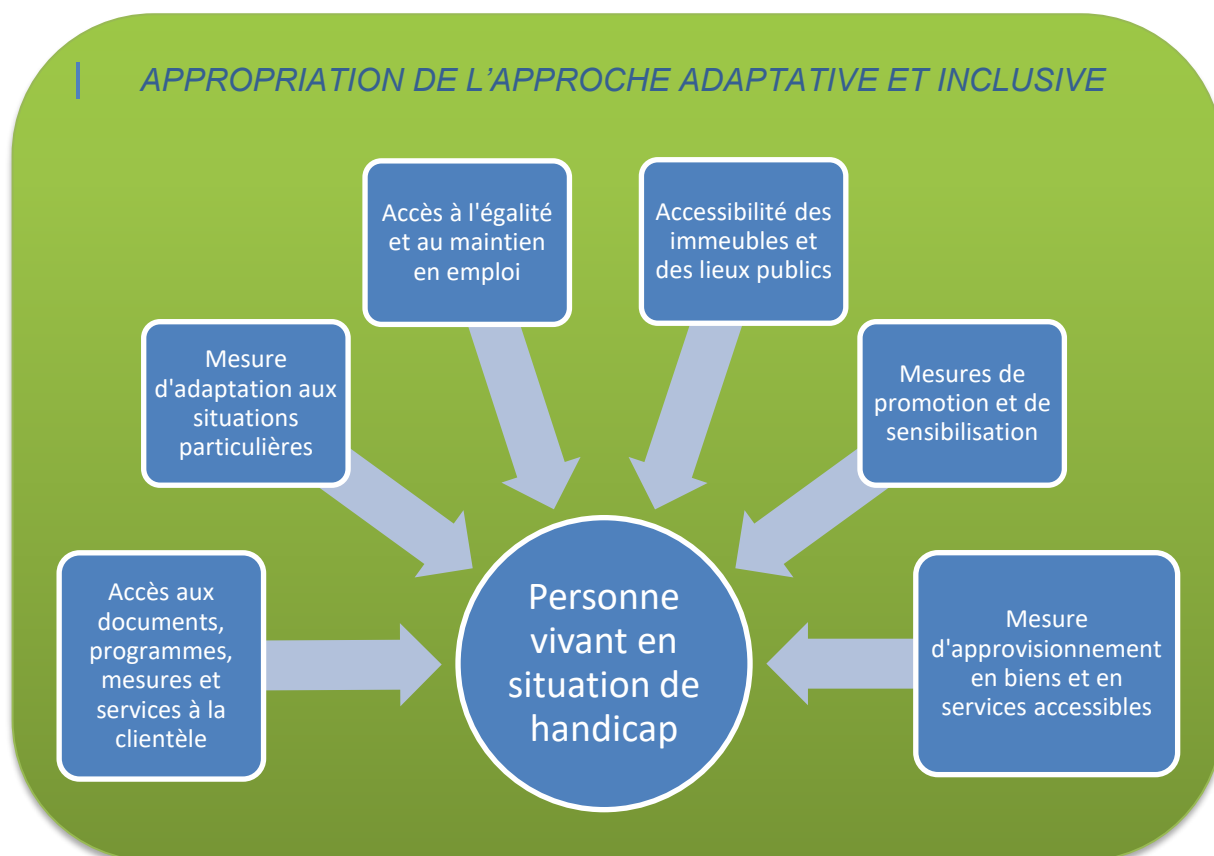 APPROPRIATION DE L'APPROCHE ADAPTATIVE ET INCLUSIVE
Accès à l'égalité
et au maintien
en emploi
Accessibilité des
immeubles et
des lieux publics
Mesure
d'adaptation aux
situations
particulières
Mesures de
promotion et de
sensibilisation
Accès aux
documents,
programmes,
mesures et
services à la
clientèle
Personne
vivant en
situation de
handicap
Mesure
d'approvisionnement
en biens et en
services accessibles